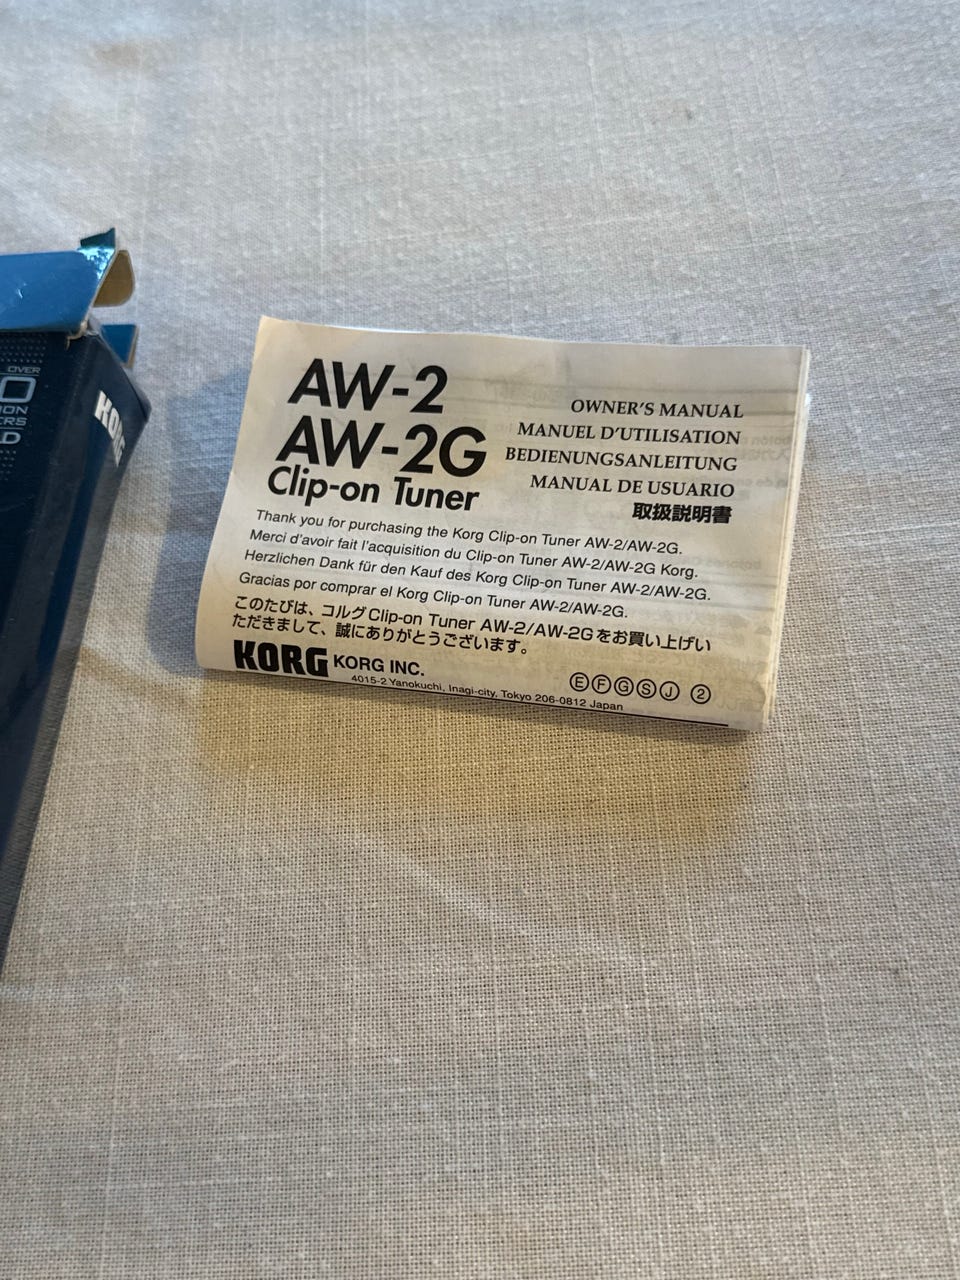 OVER
KORG
AW-2
AW-2G
Clip-on Tuner
OWNER'S MANUAL
MANUEL D'UTILISATION
BEDIENUNGSANLEITUNG
MANUAL DE USUARIO
取扱説明書
Thank you for purchasing the Korg Clip-on Tuner AW-2/AW-2G.
Merci d'avoir fait l'acquisition du Clip-on Tuner AW-2/AW-2G Korg.
Herzlichen Dank für den Kauf des Korg Clip-on Tuner AW-2/AW-2G.
Gracias por comprar el Korg Clip-on Tuner AW-2/AW-2G.
このたびは、コルグClip-on Tuner AW-2/AW-2Gをお買い上げい
ただきまして、誠にありがとうございます。
KORG KORG INC.
4015-2 Yanokuchi, Inagi-city, Tokyo 206-0812 Japan
Ⓔ Ⓕ Ⓖ Ⓢ Ⓙ ②